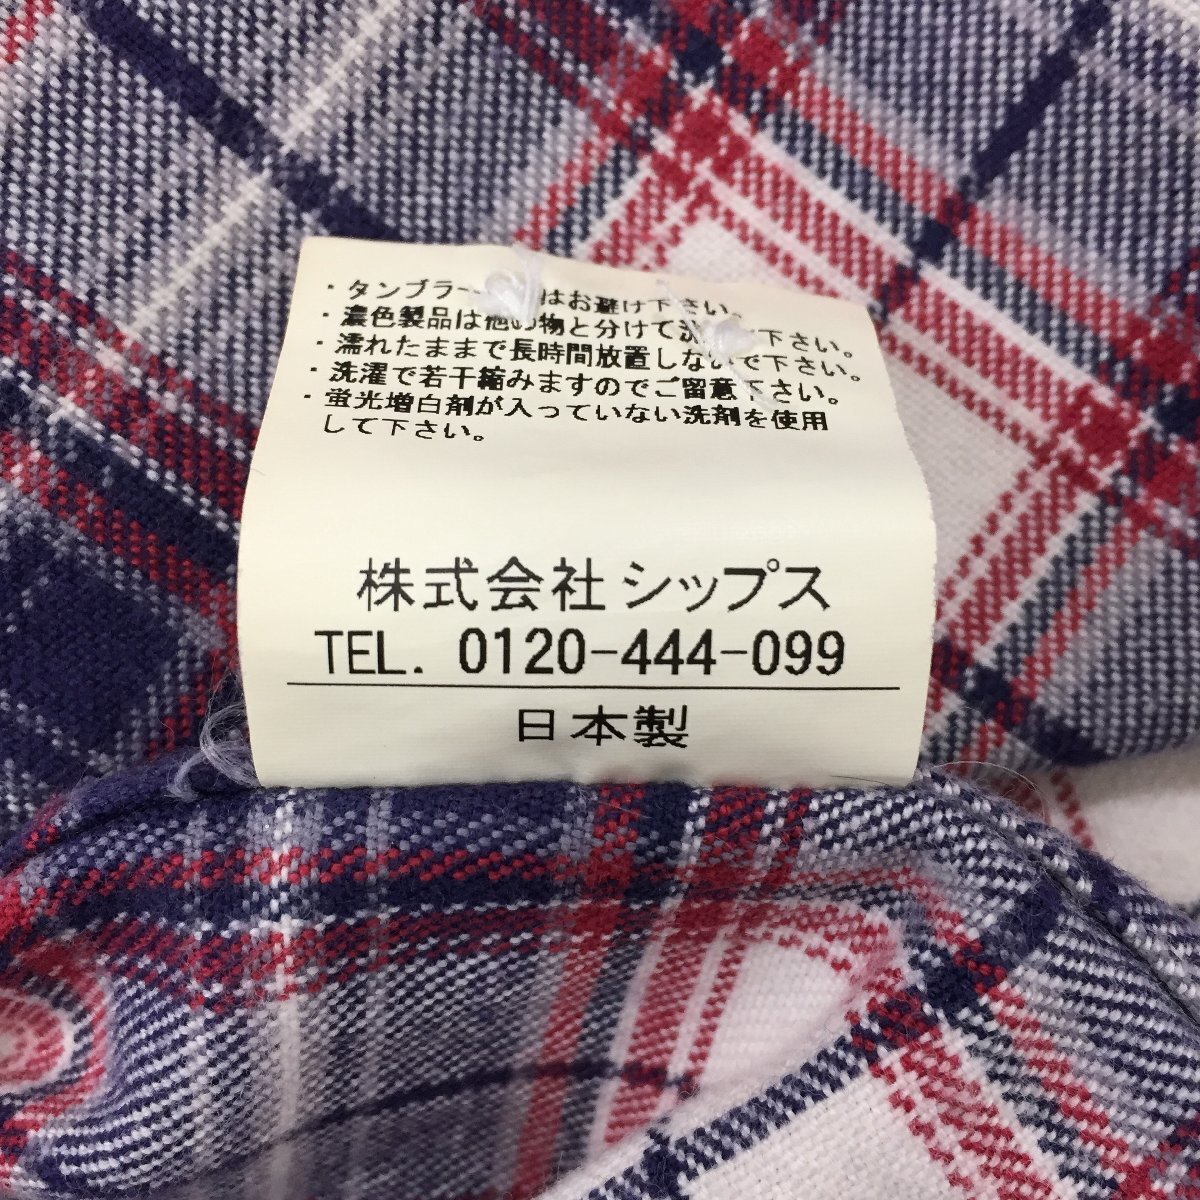 ・タンブラー はお避け下さい。
・濃色製品は他の物と分けて洗 下さい。
・濡れたままで長時間放置しないで下さい。
・洗濯で若干縮みますのでご留意下さい。
・蛍光増白剤が入っていない洗剤を使用
して下さい。
株式会社シップス
TEL. 0120-444-099
日本製